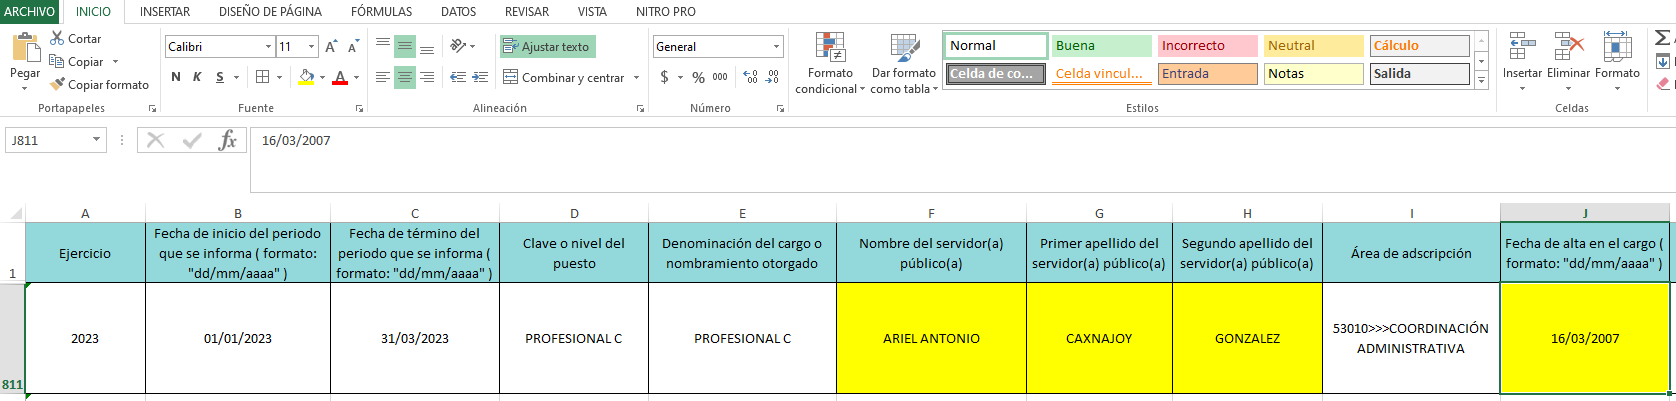 ARCHIVO INICIO INSERTAR DISEÑO DE PÁGINA FÓRMULAS DATOS REVISAR VISTA NITRO PRO
Pegar
Cortar
Copiar
Copiar formato
Portapapeles
Calibri 11
N K S
Fuente
Ajustar texto
Combinar y centrar
Alineación
General
$ % 000
Número
Formato condicional
Dar formato como tabla
Normal Buena Incorrecto Neutral Cálculo
Celda de co... Celda vincul... Entrada Notas Salida
Estilos
Insertar Eliminar Formato
Celdas
J811 fx 16/03/2007
A B C D E F G H I J
1
Ejercicio
Fecha de inicio del periodo
que se informa ( formato:
"dd/mm/aaaa" )
Fecha de término del
periodo que se informa (
formato: "dd/mm/aaaa" )
Clave o nivel del
puesto
Denominación del cargo o
nombramiento otorgado
Nombre del servidor(a)
público(a)
Primer apellido del
servidor(a) público(a)
Segundo apellido del
servidor(a) público(a)
Área de adscripción
Fecha de alta en el cargo (
formato: "dd/mm/aaaa" )
811
2023
01/01/2023
31/03/2023
PROFESIONAL C
PROFESIONAL C
ARIEL ANTONIO
CAXNAJOY
GONZALEZ
53010>>>COORDINACIÓN
ADMINISTRATIVA
16/03/2007